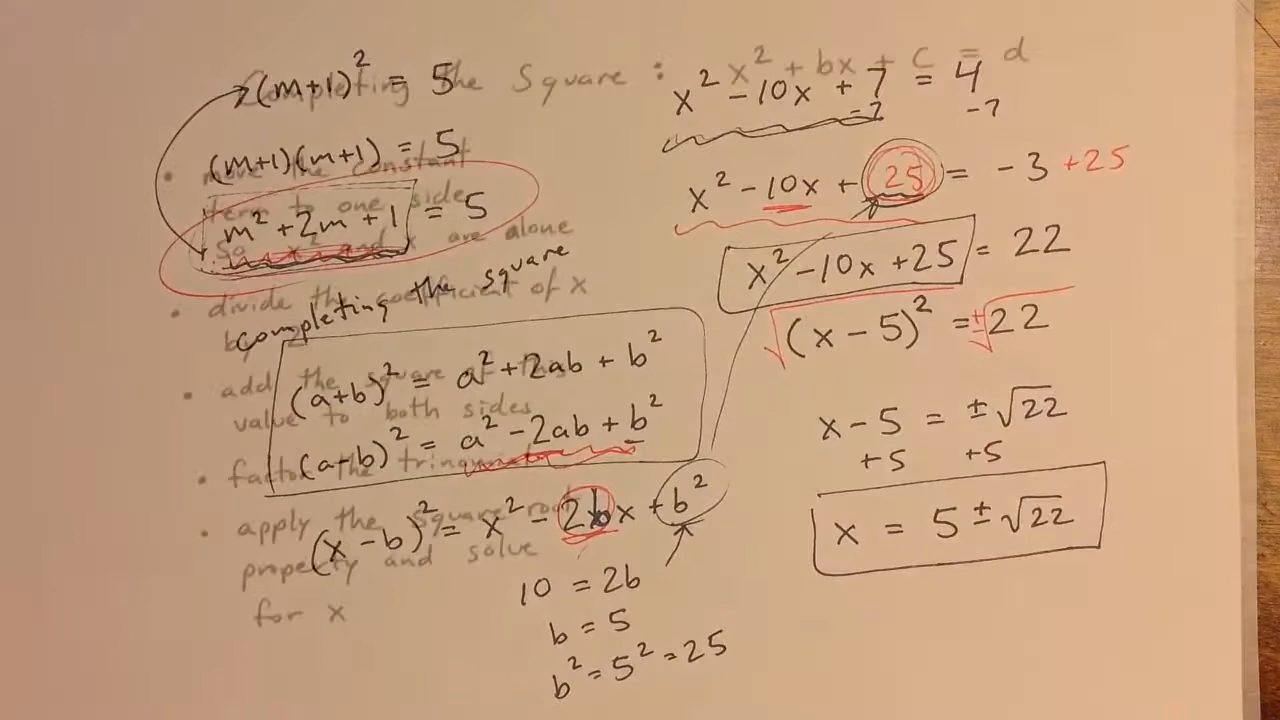 Completing the Square :
x² + bx + c = d
• move the constant
term to one side
so x² and x are alone
• divide the coefficient of x
by
• add the square of this
value to both sides
• factor the trinomial
• apply the square root
property and solve
for x
(m+1)² = 5
(m+1)(m+1) = 5
m² + 2m + 1 = 5
completing the square
(a+b)² = a² + 2ab + b²
(a-b)² = a² - 2ab + b²
(x - b)² = x² - 2bx + b²
10 = 2b
b = 5
b² = 5² = 25
x² - 10x + 7 = 4
-7 -7
x² - 10x + 25 = -3 +25
x² - 10x + 25 = 22
√(x - 5)² = ±√22
x - 5 = ±√22
+5 +5
x = 5 ± √22